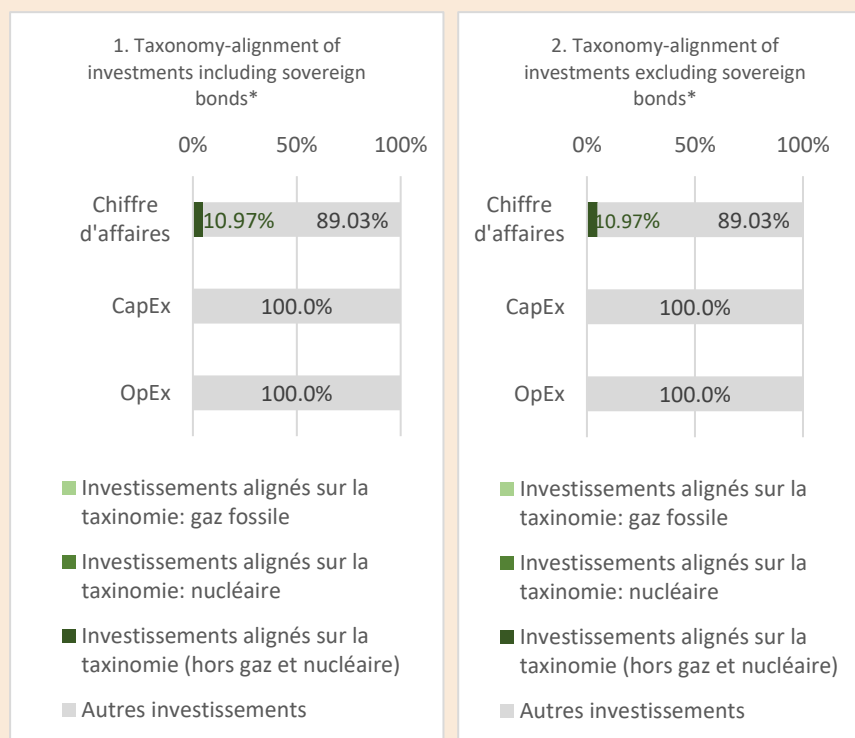 1. Taxonomy-alignment of
investments including sovereign
bonds*
0% 50% 100%
Chiffre
d'affaires
10.97% 89.03%
CapEx
100.0%
OpEx
100.0%
Investissements alignés sur la
taxinomie: gaz fossile
Investissements alignés sur la
taxinomie: nucléaire
Investissements alignés sur la
taxinomie (hors gaz et nucléaire)
Autres investissements
2. Taxonomy-alignment of
investments excluding sovereign
bonds*
0% 50% 100%
Chiffre
d'affaires
10.97% 89.03%
CapEx
100.0%
OpEx
100.0%
Investissements alignés sur la
taxinomie: gaz fossile
Investissements alignés sur la
taxinomie: nucléaire
Investissements alignés sur la
taxinomie (hors gaz et nucléaire)
Autres investissements